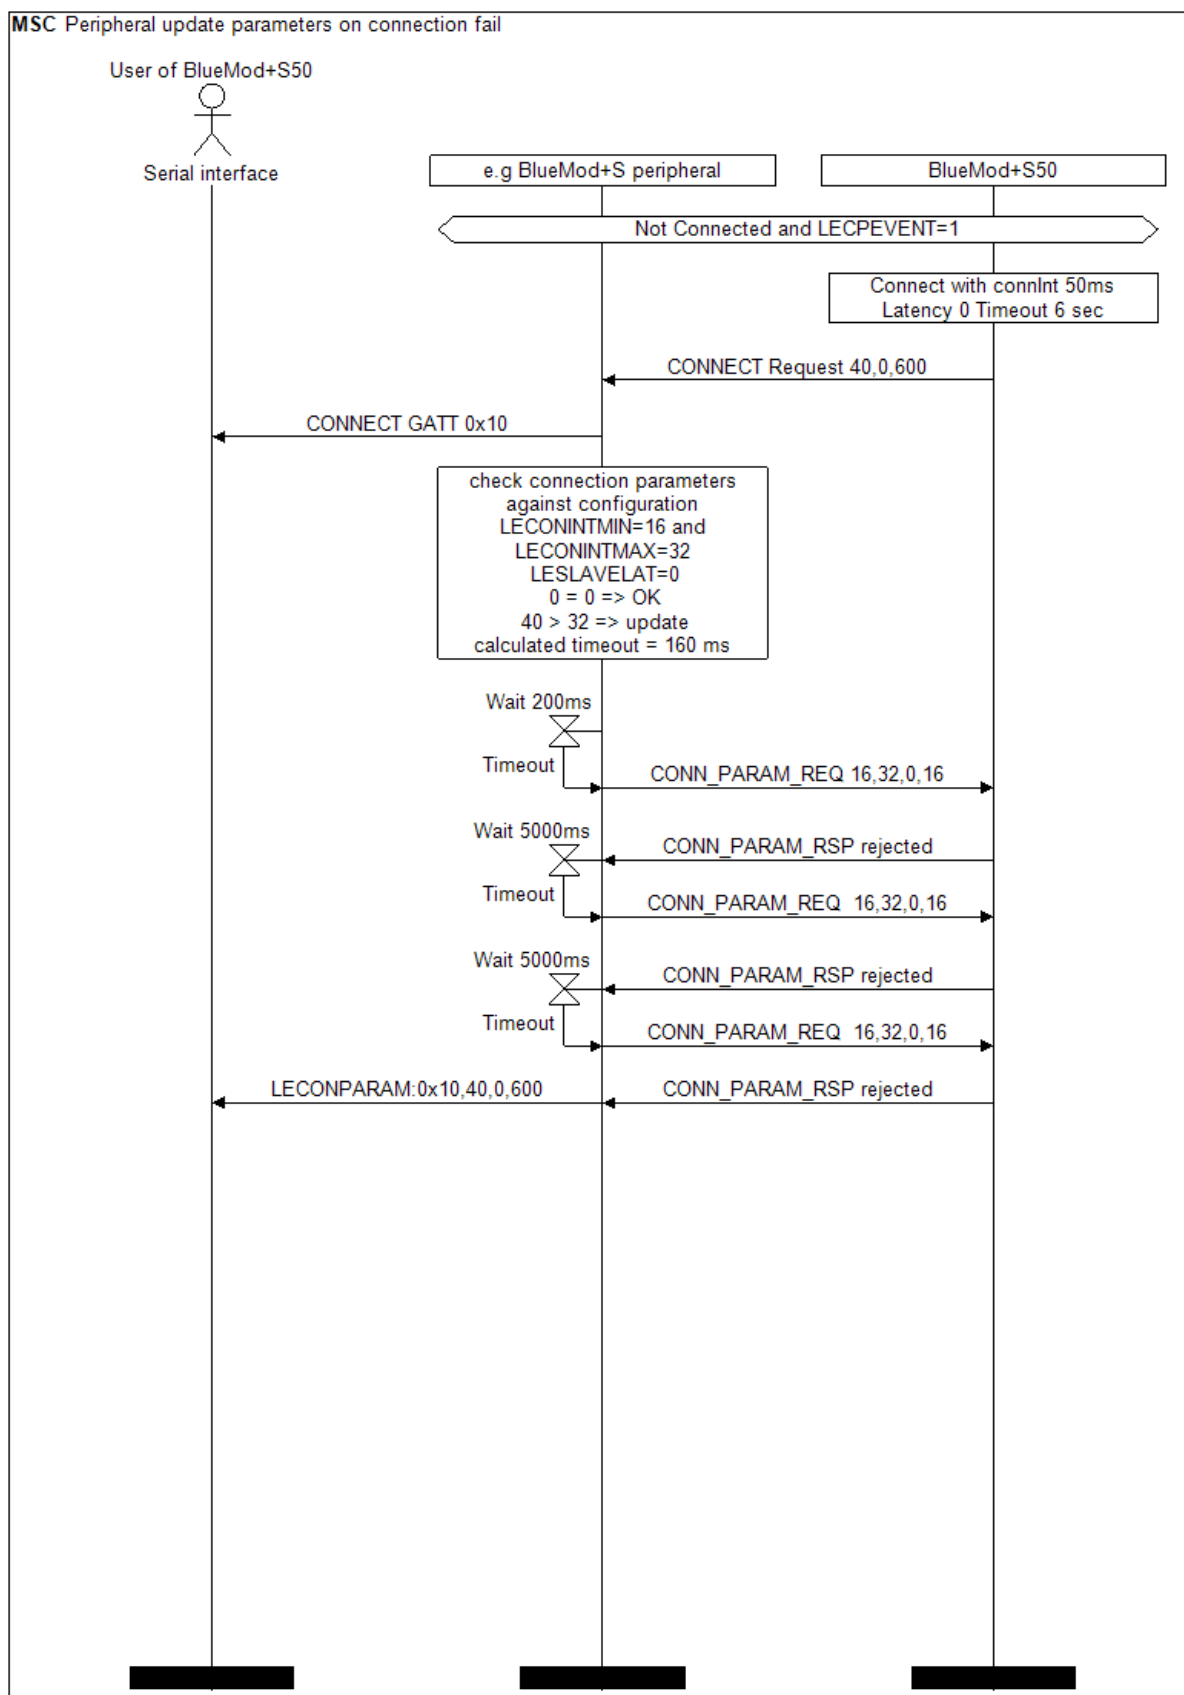 MSC Peripheral update parameters on connection fail
User of BlueMod+S50
Serial interface
e.g BlueMod+S peripheral
BlueMod+S50
Not Connected and LECPEVENT=1
Connect with connInt 50ms
Latency 0 Timeout 6 sec
CONNECT Request 40,0,600
CONNECT GATT 0x10
check connection parameters
against configuration
LECONINTMIN=16 and
LECONINTMAX=32
LESLAVELAT=0
0 = 0 => OK
40 > 32 => update
calculated timeout = 160 ms
Wait 200ms
Timeout
CONN_PARAM_REQ 16,32,0,16
Wait 5000ms
CONN_PARAM_RSP rejected
Timeout
CONN_PARAM_REQ  16,32,0,16
Wait 5000ms
CONN_PARAM_RSP rejected
Timeout
CONN_PARAM_REQ  16,32,0,16
LECONPARAM:0x10,40,0,600
CONN_PARAM_RSP rejected